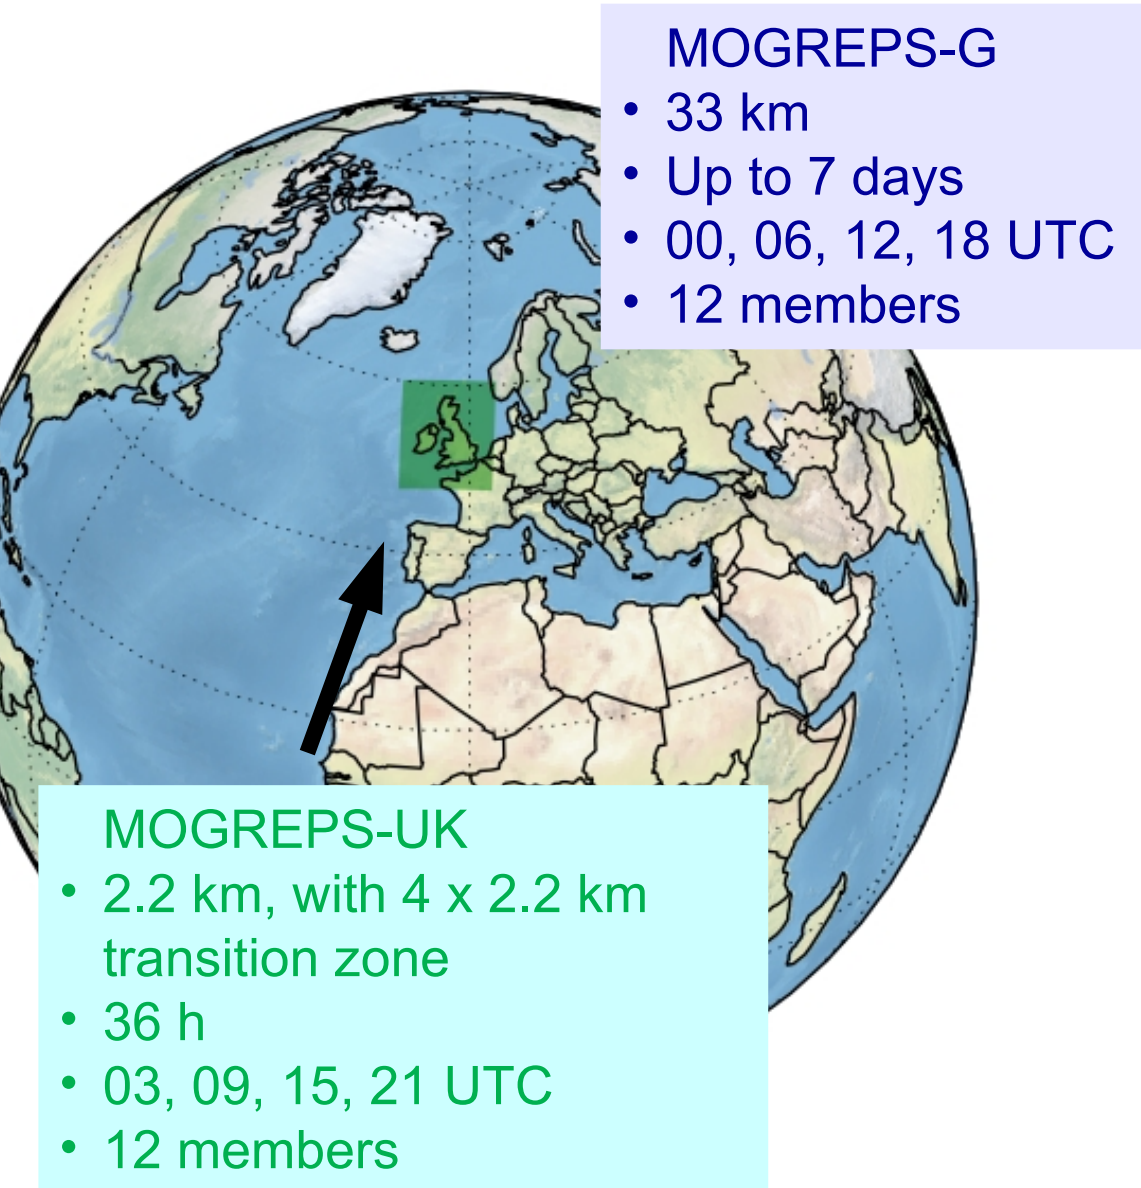 MOGREPS-G
• 33 km
• Up to 7 days
• 00, 06, 12, 18 UTC
• 12 members
MOGREPS-UK
• 2.2 km, with 4 x 2.2 km
transition zone
• 36 h
• 03, 09, 15, 21 UTC
• 12 members